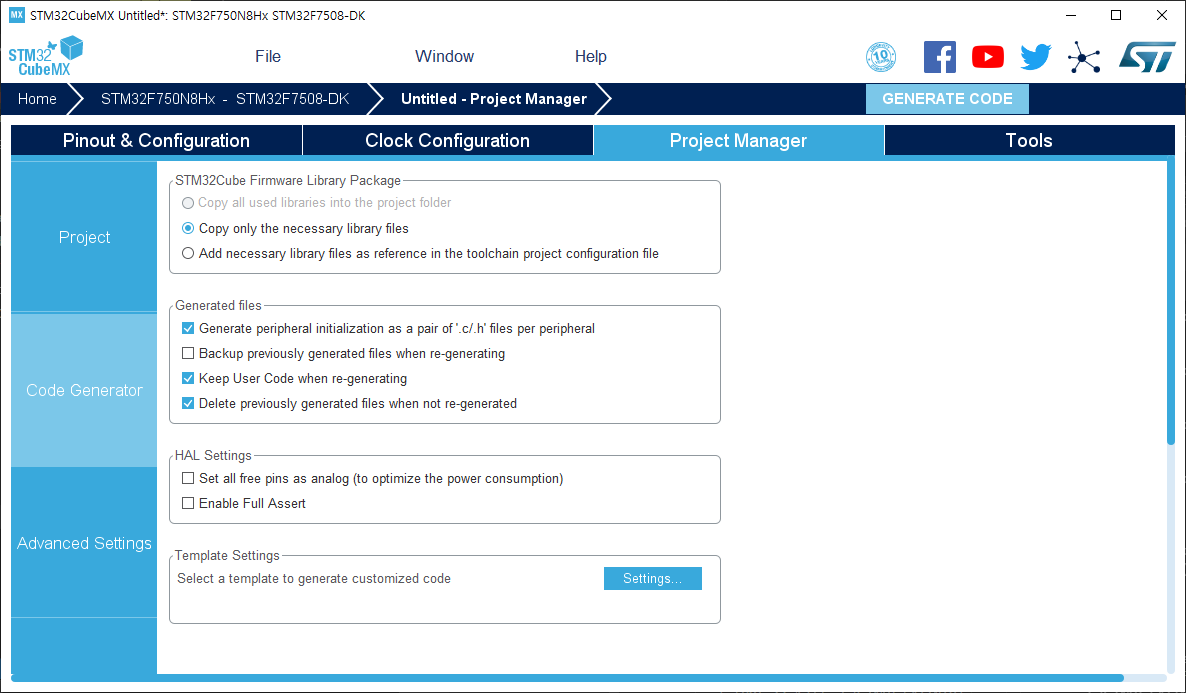 MX STM32CubeMX Untitled*: STM32F750N8Hx STM32F7508-DK
STM32
CubeMX
File Window Help
10
ST
Home STM32F750N8Hx - STM32F7508-DK Untitled - Project Manager GENERATE CODE
Pinout & Configuration Clock Configuration Project Manager Tools
Project
Code Generator
Advanced Settings
STM32Cube Firmware Library Package
Copy all used libraries into the project folder
Copy only the necessary library files
Add necessary library files as reference in the toolchain project configuration file
Generated files
Generate peripheral initialization as a pair of '.c/.h' files per peripheral
Backup previously generated files when re-generating
Keep User Code when re-generating
Delete previously generated files when not re-generated
HAL Settings
Set all free pins as analog (to optimize the power consumption)
Enable Full Assert
Template Settings
Select a template to generate customized code Settings...